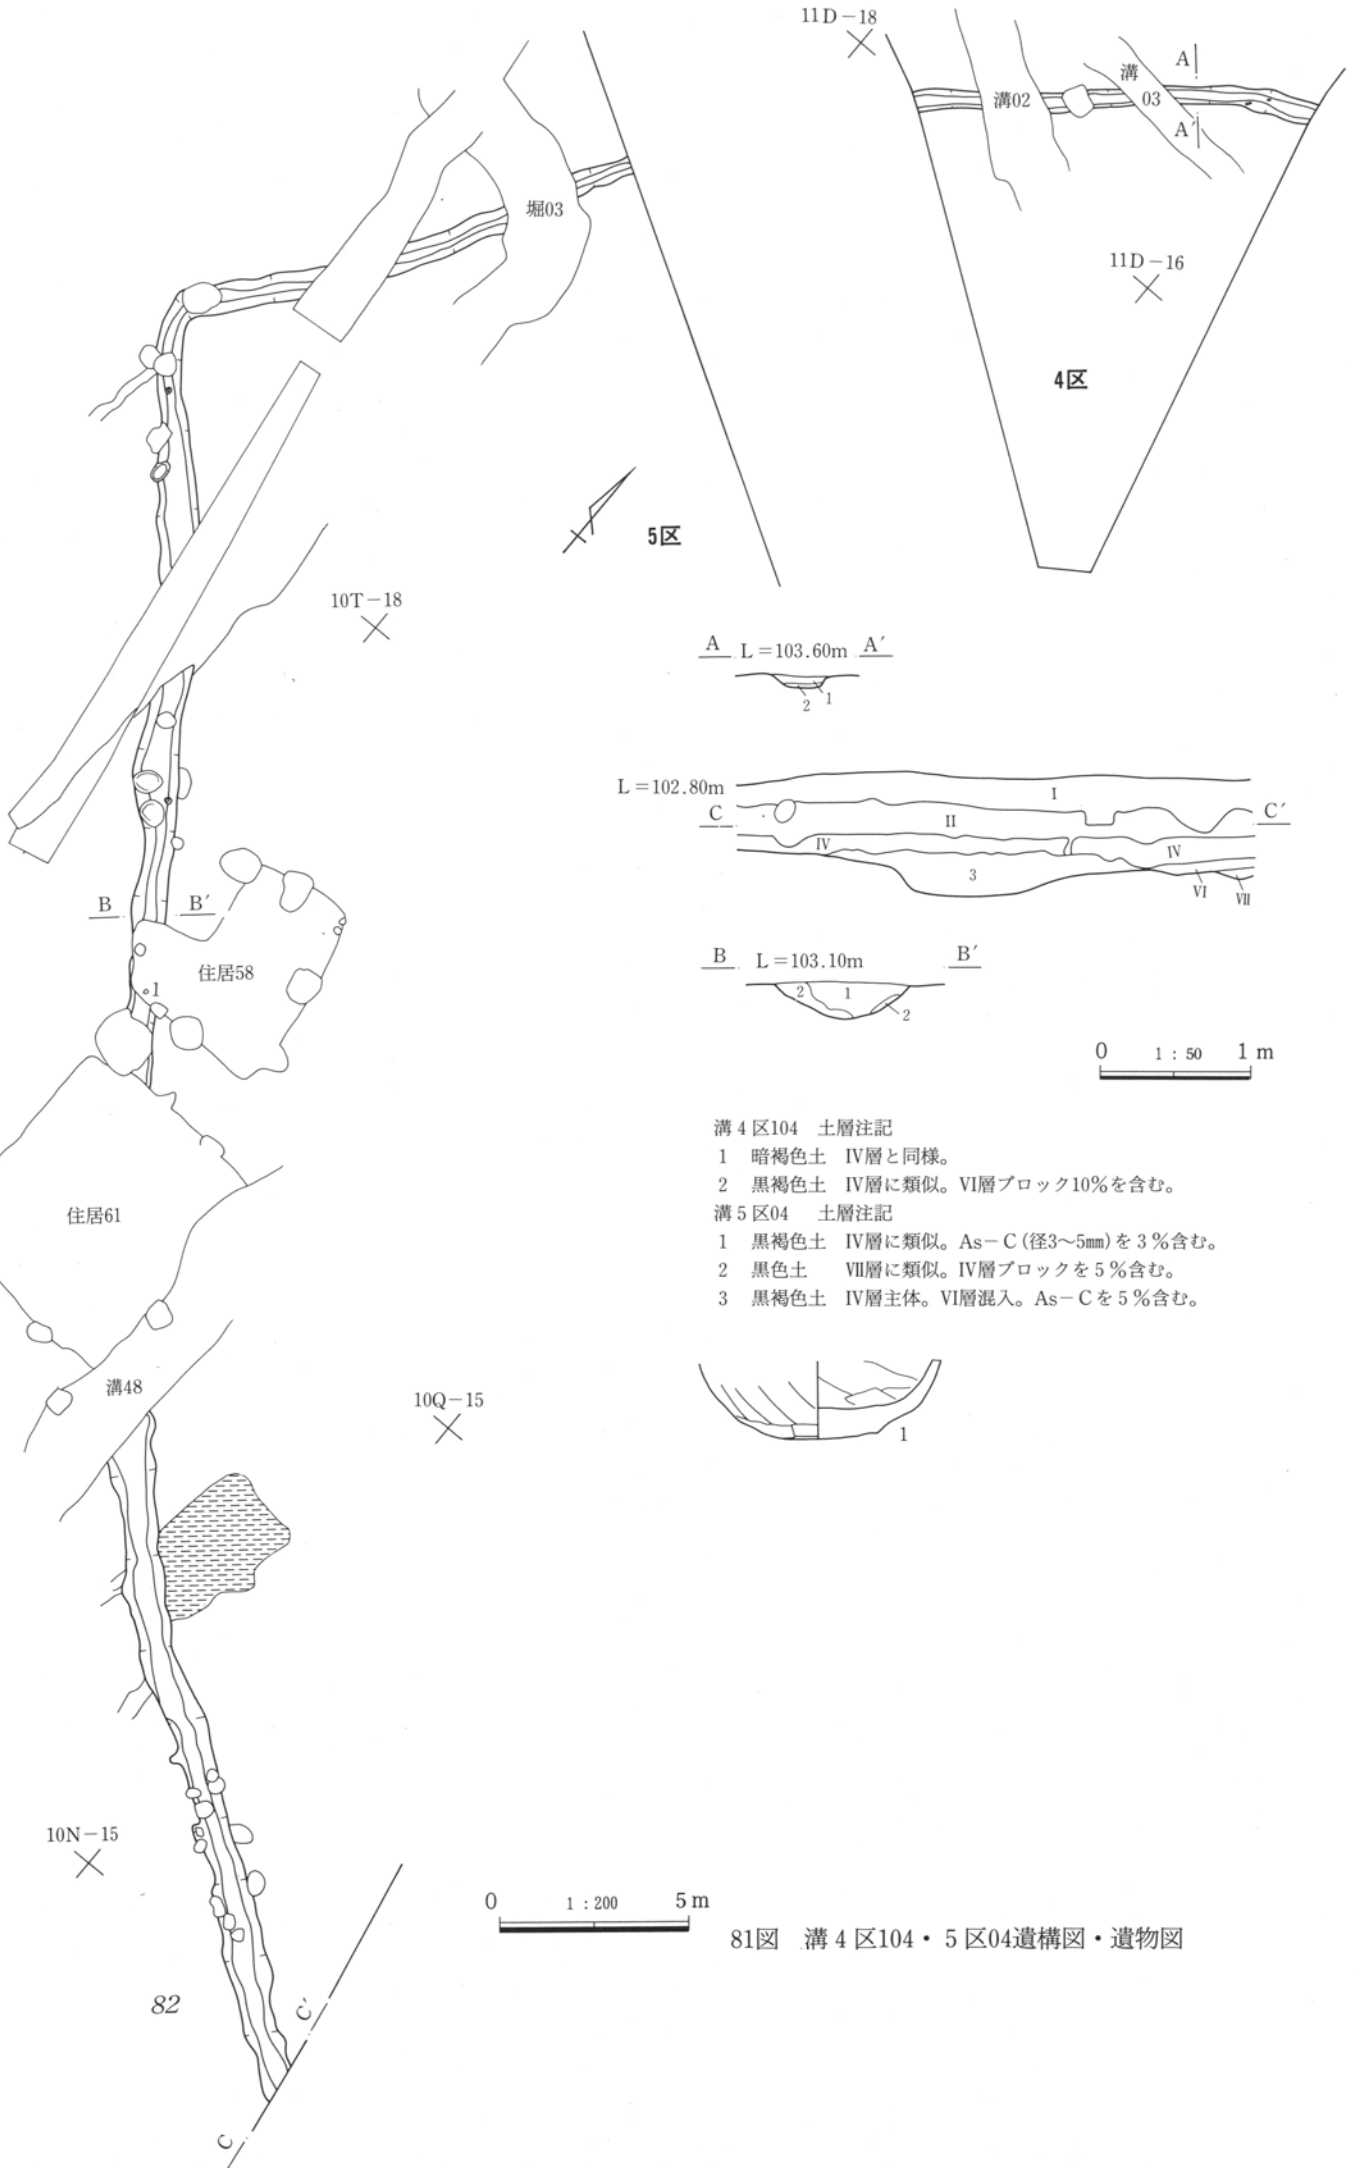 11D－18
A
溝
03
溝02
A′
堀03
11D－16
4区
5区
10T－18
A L＝103.60m A′
1
2
L＝102.80m
I
C C′
II
IV IV
3
VI VII
B B′
B L＝103.10m B′
2 1
2
住居58
1
0 1：50 1 m
溝 4 区104　土層注記
1　暗褐色土　IV層と同様。
2　黒褐色土　IV層に類似。VI層ブロック10％を含む。
溝 5 区04　土層注記
1　黒褐色土　IV層に類似。As－C (径3～5㎜)を 3 ％含む。
2　黒色土　VII層に類似。IV層ブロックを 5 ％含む。
3　黒褐色土　IV層主体。VI層混入。As－Cを 5 ％含む。
住居61
溝48
10Q－15
1
10N－15
0 1：200 5 m
81図　溝 4 区104・ 5 区04遺構図・遺物図
82
C′
C